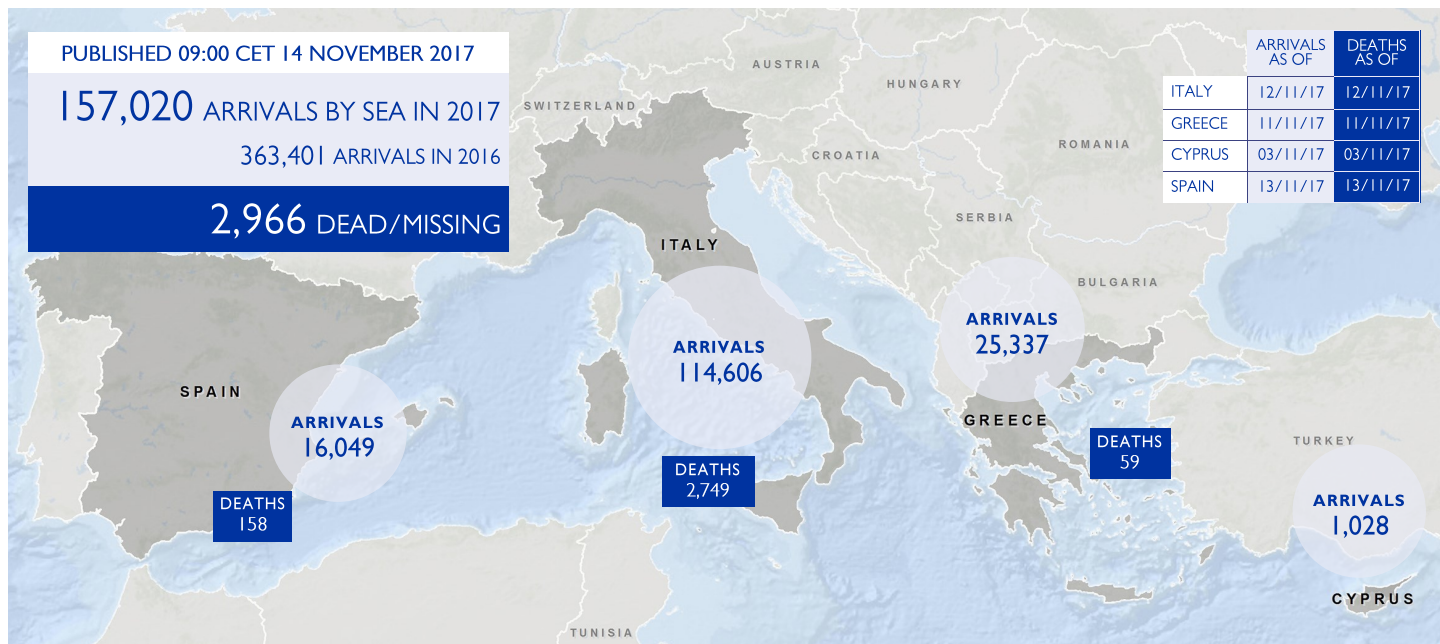 PUBLISHED 09:00 CET 14 NOVEMBER 2017
157,020 ARRIVALS BY SEA IN 2017
363,401 ARRIVALS IN 2016
2,966 DEAD/MISSING
ARRIVALS AS OF DEATHS AS OF
ITALY 12/11/17 12/11/17
GREECE 11/11/17 11/11/17
CYPRUS 03/11/17 03/11/17
SPAIN 13/11/17 13/11/17
AUSTRIA
HUNGARY
SWITZERLAND
CROATIA
ROMANIA
SERBIA
ITALY
BULGARIA
ARRIVALS
114,606
ARRIVALS
25,337
SPAIN
ARRIVALS
16,049
GREECE
DEATHS
59
TURKEY
DEATHS
158
DEATHS
2,749
ARRIVALS
1,028
CYPRUS
TUNISIA